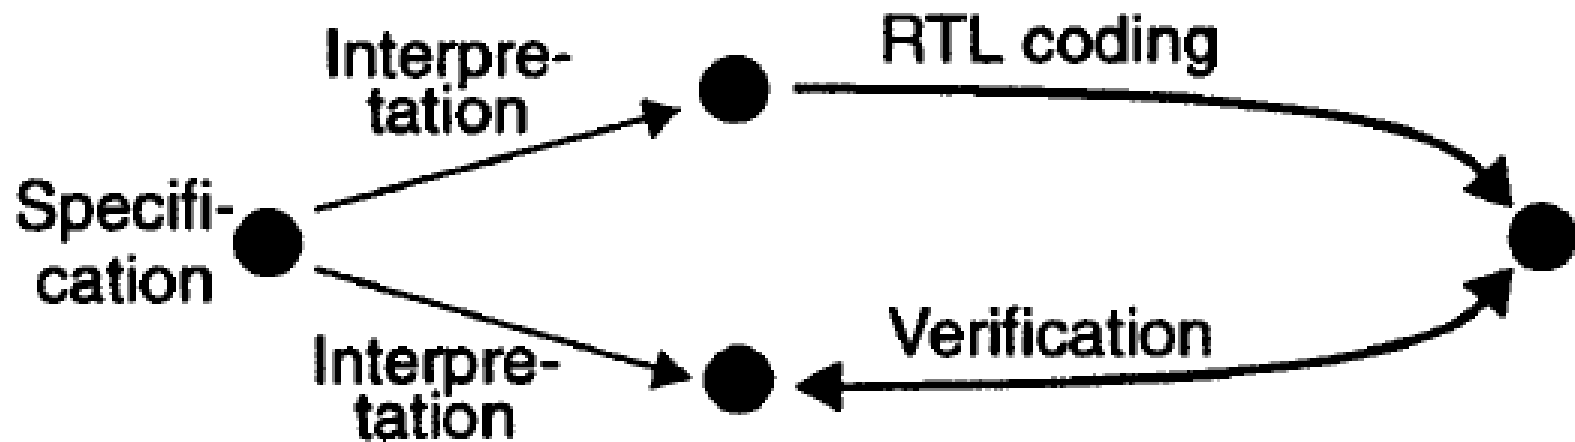 Interpre-
tation
RTL coding
Specifi-
cation
Verification
Interpre-
tation